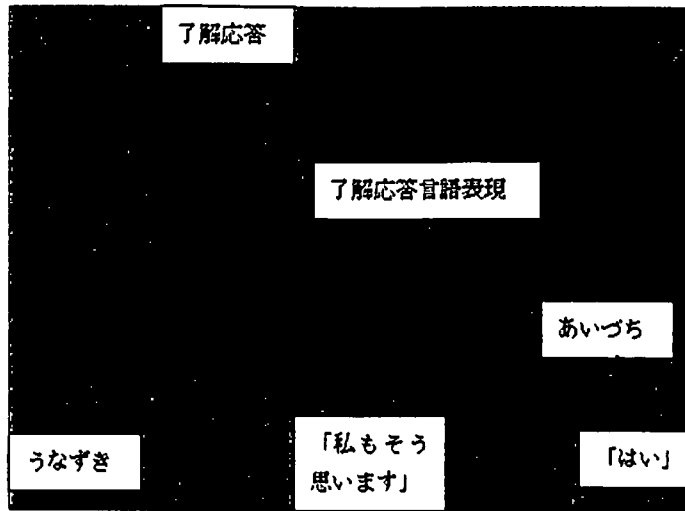 了解応答
了解応答言語表現
あいづち
うなずき
「私もそう
思います」
「はい」